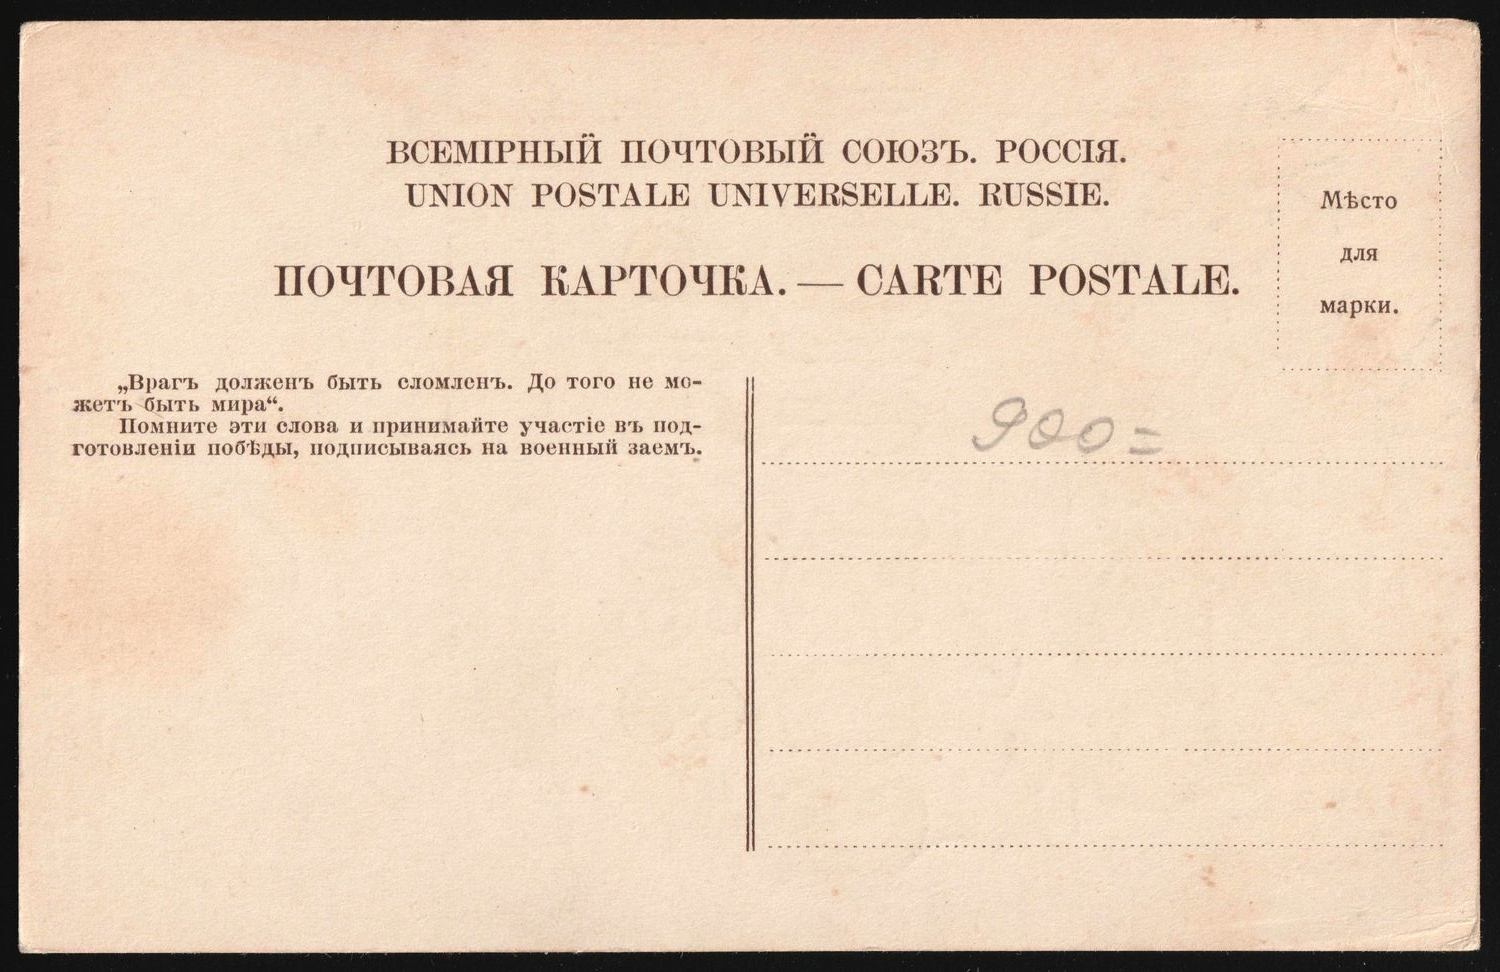 ВСЕМІРНЫЙ ПОЧТОВЫЙ СОЮЗЪ. РОССІЯ.
UNION POSTALE UNIVERSELLE. RUSSIE.
ПОЧТОВАЯ КАРТОЧКА. — CARTE POSTALE.
Мѣсто
для
марки.
„Врагъ долженъ быть сломленъ. До того не мо-
жетъ быть мира“.
Помните эти слова и принимайте участіе въ под-
готовленіи побѣды, подписываясь на военный заемъ.
900=